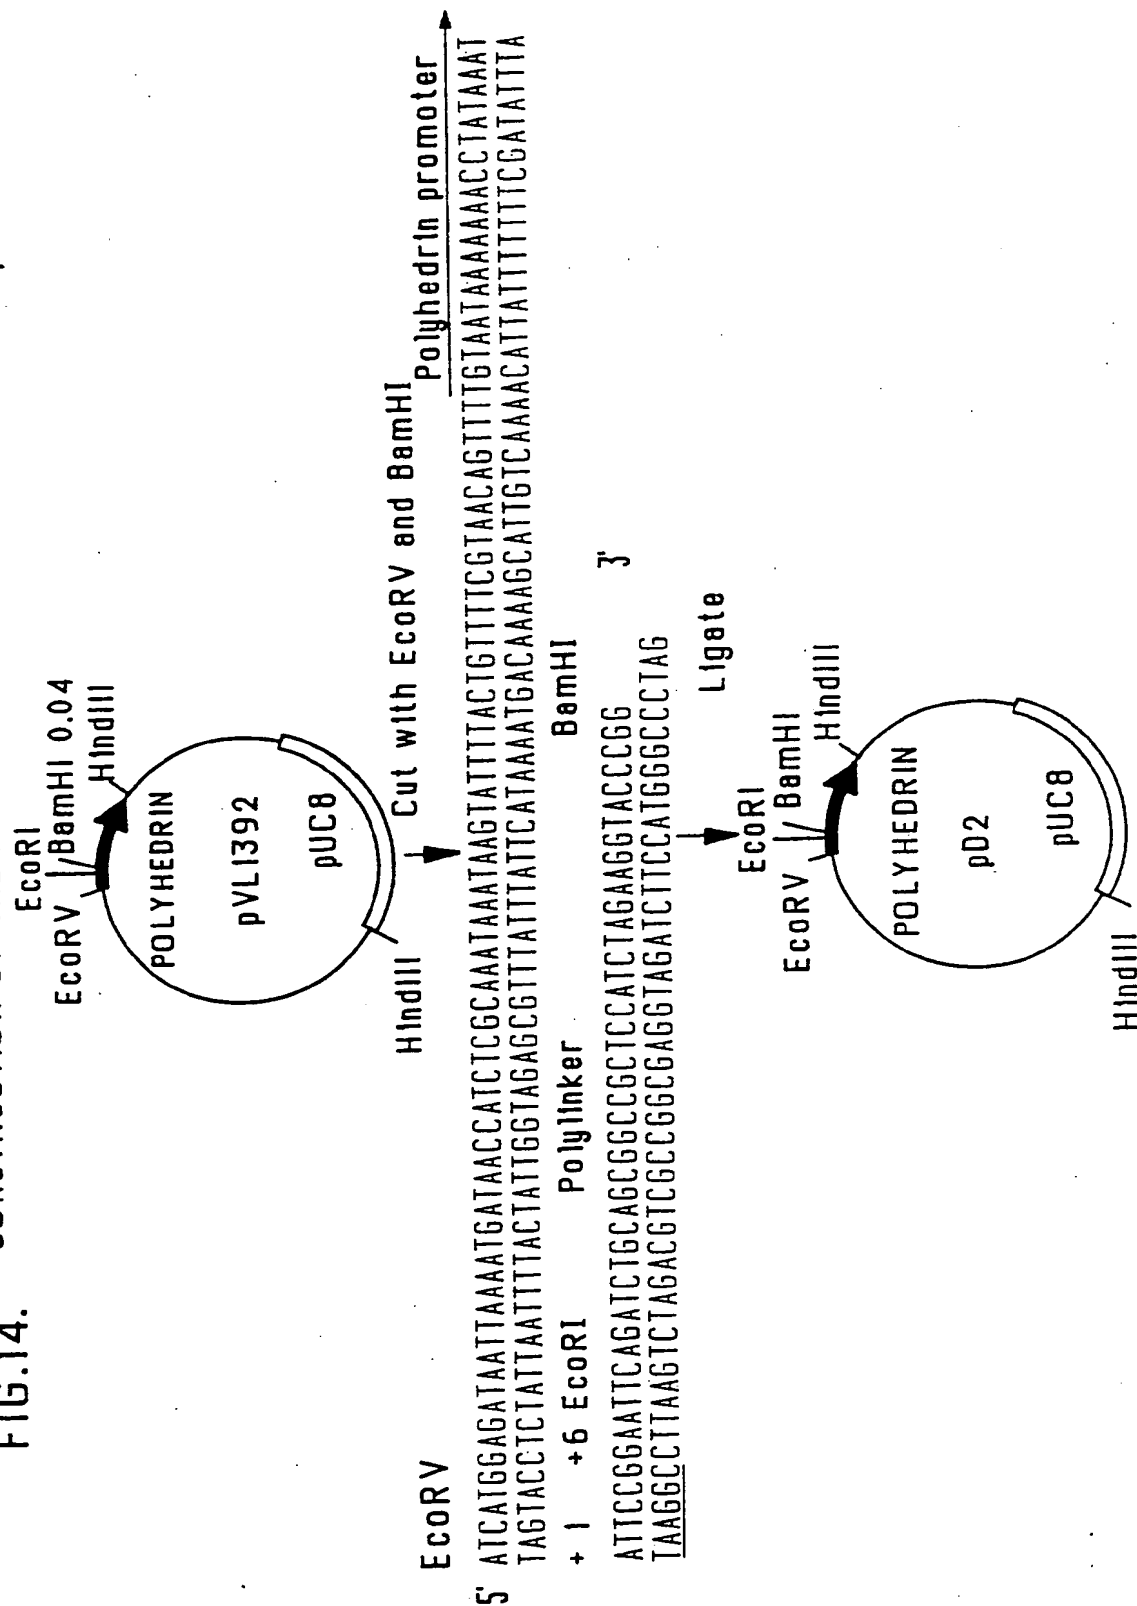 FIG.14.
EcoRI
EcoRV
BamHI 0.04
HindIII
POLYHEDRIN
pVL1392
pUC8
HindIII
Cut with EcoRV and BamHI
EcoRV
Polyhedrin promoter
5' ATCATGGAGATAATTAAAATGATAACCATCTCGCAAATAAATAAGTATTTTACTGTTTTCGTAACAGTTTTGTAATAAAAAAACCTATAAAT
TAGTACCTCTATTAATTTTACTATTGGTAGAGCGTTTATTTATTCATAAAATGACAAAAGCATTGTCAAAACATTATTTTTTTCGATATTTA
+ 1 +6 EcoRI Polylinker BamHI
ATTCCGGAATTCAGATCTGCAGCGGCCGCTCCATCTAGAAGGTACCCGG 3'
TAAGGCCTTAAGTCTAGACGTCGCCGGCGAGGTAGATCTTCCATGGGCCCTAG
Ligate
EcoRI
EcoRV
BamHI
HindIII
POLYHEDRIN
pD2
pUC8
HindIII